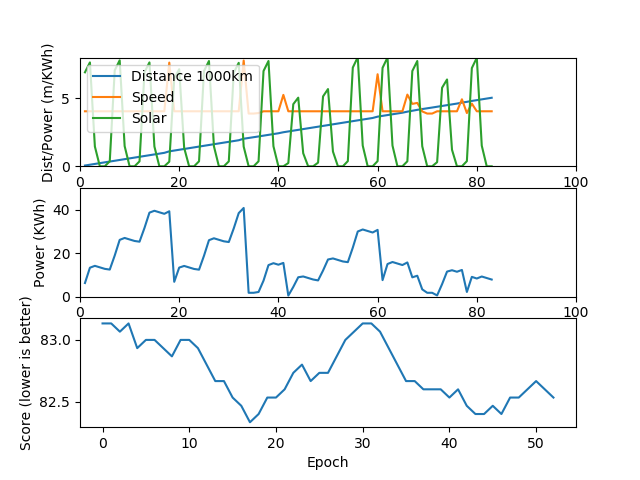 Dist/Power (m/KWh)
5
0
Distance 1000km
Speed
Solar
0 20 40 60 80 100
Power (KWh)
40
20
0
0 20 40 60 80 100
Score (lower is better)
83.0
82.5
0 10 20 30 40 50
Epoch